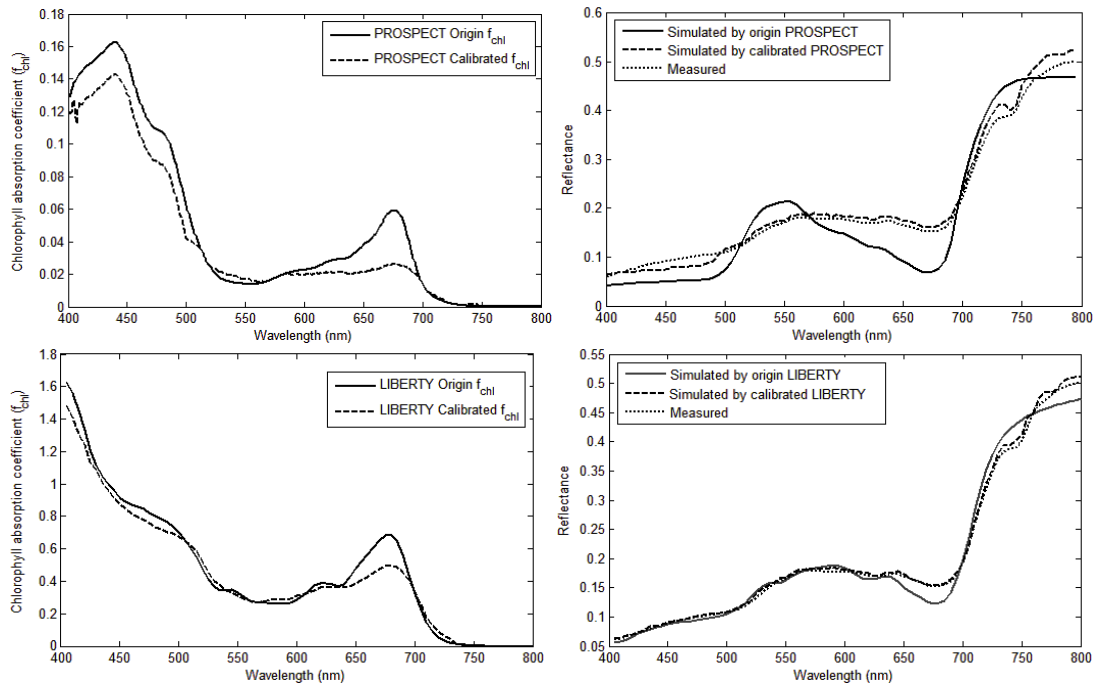 Chlorophyll absorption coefficient (f_chl)
0.18
0.16
0.14
0.12
0.1
0.08
0.06
0.04
0.02
0
PROSPECT Origin f_chl
PROSPECT Calibrated f_chl
400 450 500 550 600 650 700 750 800
Wavelength (nm)
Reflectance
0.6
0.5
0.4
0.3
0.2
0.1
0
Simulated by origin PROSPECT
Simulated by calibrated PROSPECT
Measured
400 450 500 550 600 650 700 750 800
Wavelength (nm)
Chlorophyll absorption coefficient (f_chl)
1.8
1.6
1.4
1.2
1
0.8
0.6
0.4
0.2
0
LIBERTY Origin f_chl
LIBERTY Calibrated f_chl
400 450 500 550 600 650 700 750 800
Wavelength (nm)
Reflectance
0.55
0.5
0.45
0.4
0.35
0.3
0.25
0.2
0.15
0.1
0.05
Simulated by origin LIBERTY
Simulated by calibrated LIBERTY
Measured
400 450 500 550 600 650 700 750 800
Wavelength (nm)